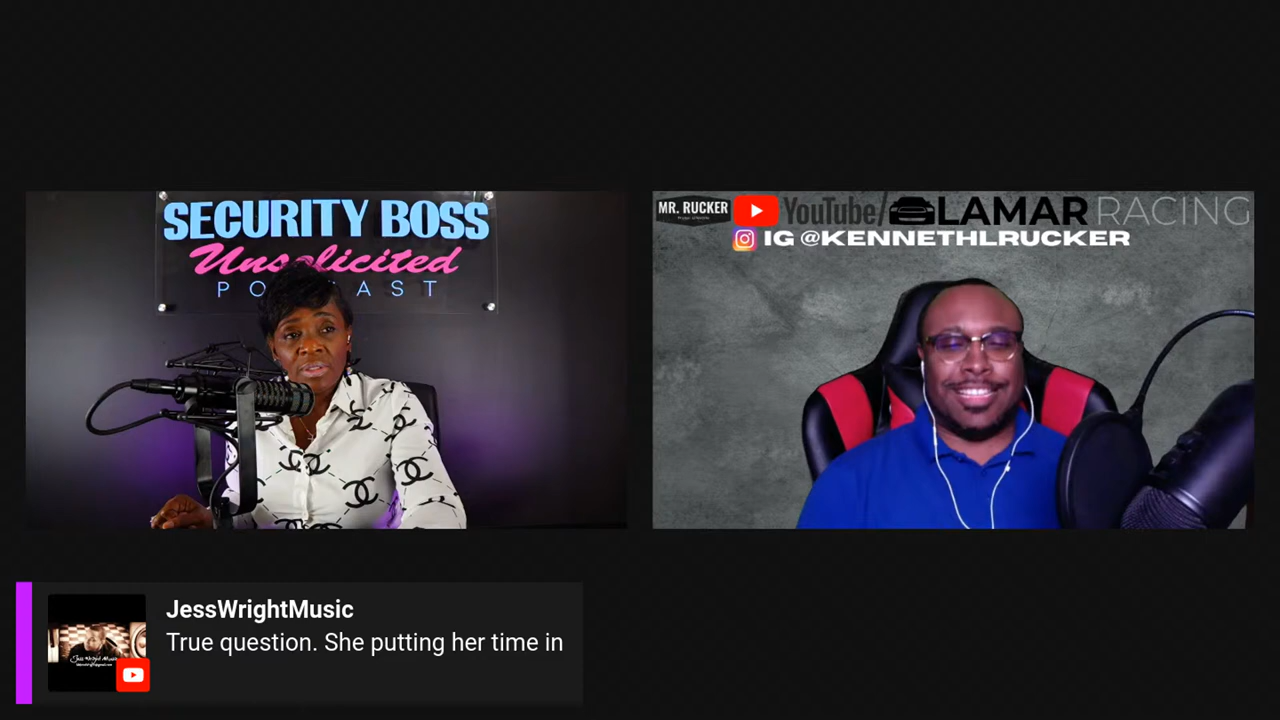 SECURITY BOSS
Unsolicited
PODCAST
MR. RUCKER
YouTube/LAMAR RACING
IG @KENNETHLRUCKER
JessWrightMusic
True question. She putting her time in